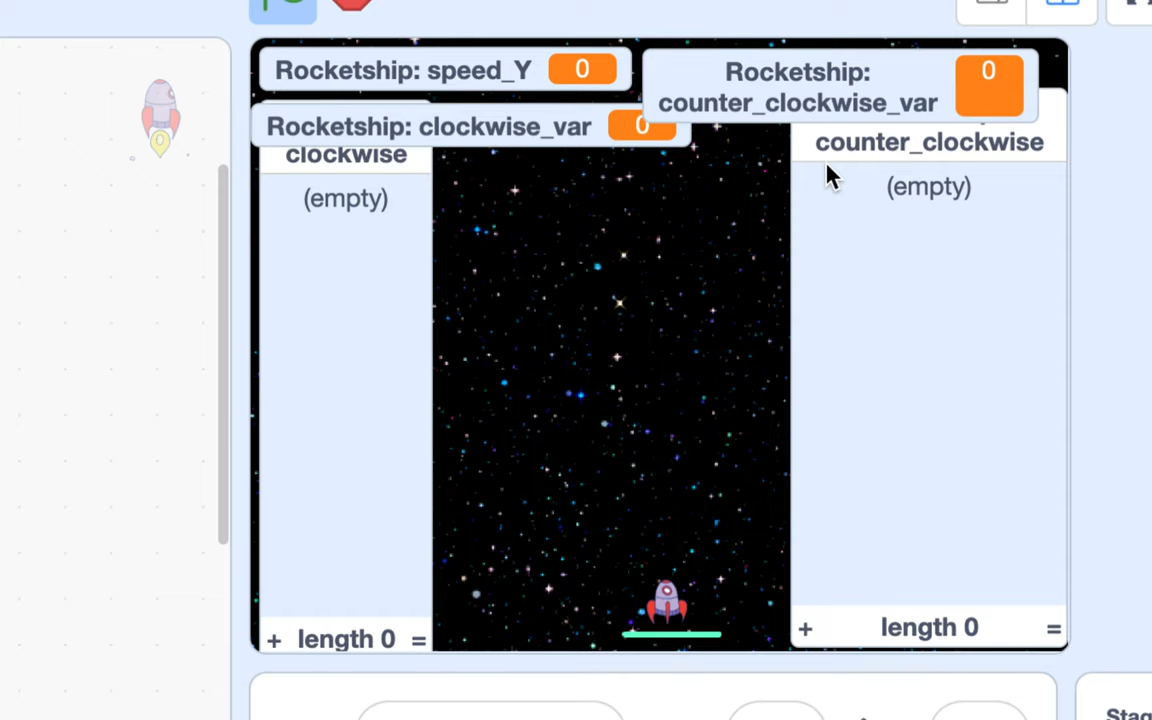 Rocketship: speed_Y 0
Rocketship:
counter_clockwise_var 0
Rocketship: clockwise_var 0
clockwise
(empty)
counter_clockwise
(empty)
+ length 0 =
+ length 0 =